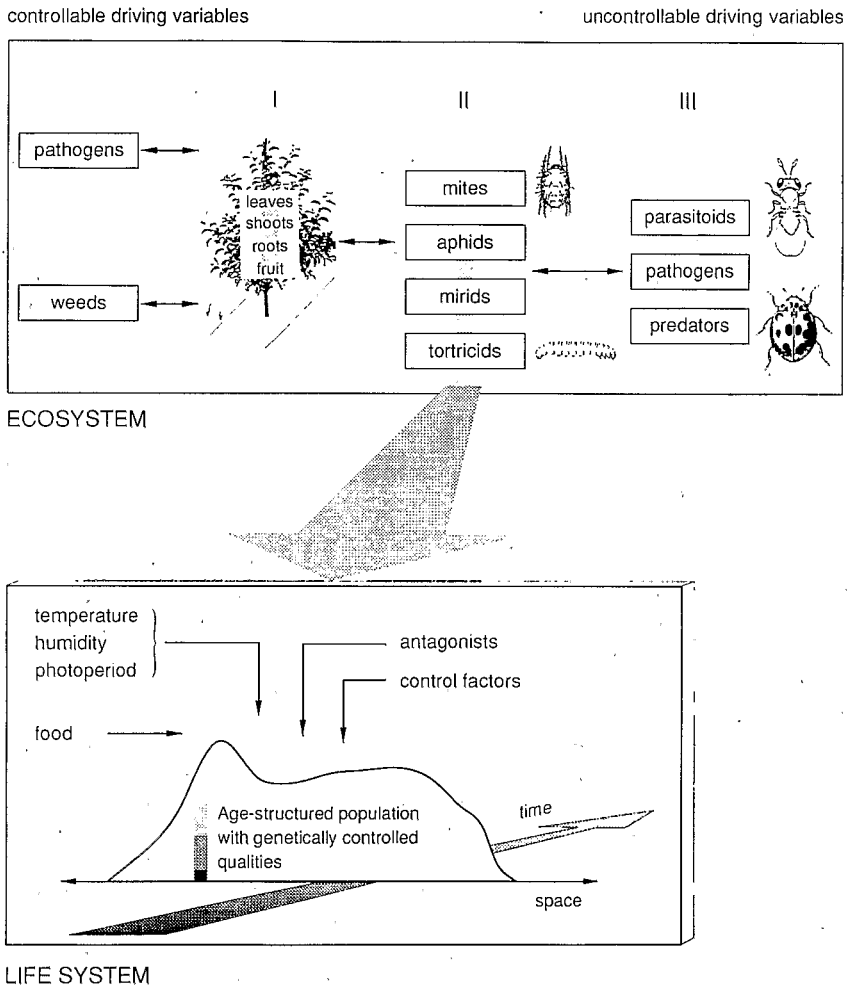 controllable driving variables
uncontrollable driving variables
I
II
III
pathogens
weeds
leaves
shoots
roots
fruit
mites
aphids
mirids
tortricids
parasitoids
pathogens
predators
ECOSYSTEM
temperature
humidity
photoperiod
food
antagonists
control factors
Age-structured population
with genetically controlled
qualities
time
space
LIFE SYSTEM